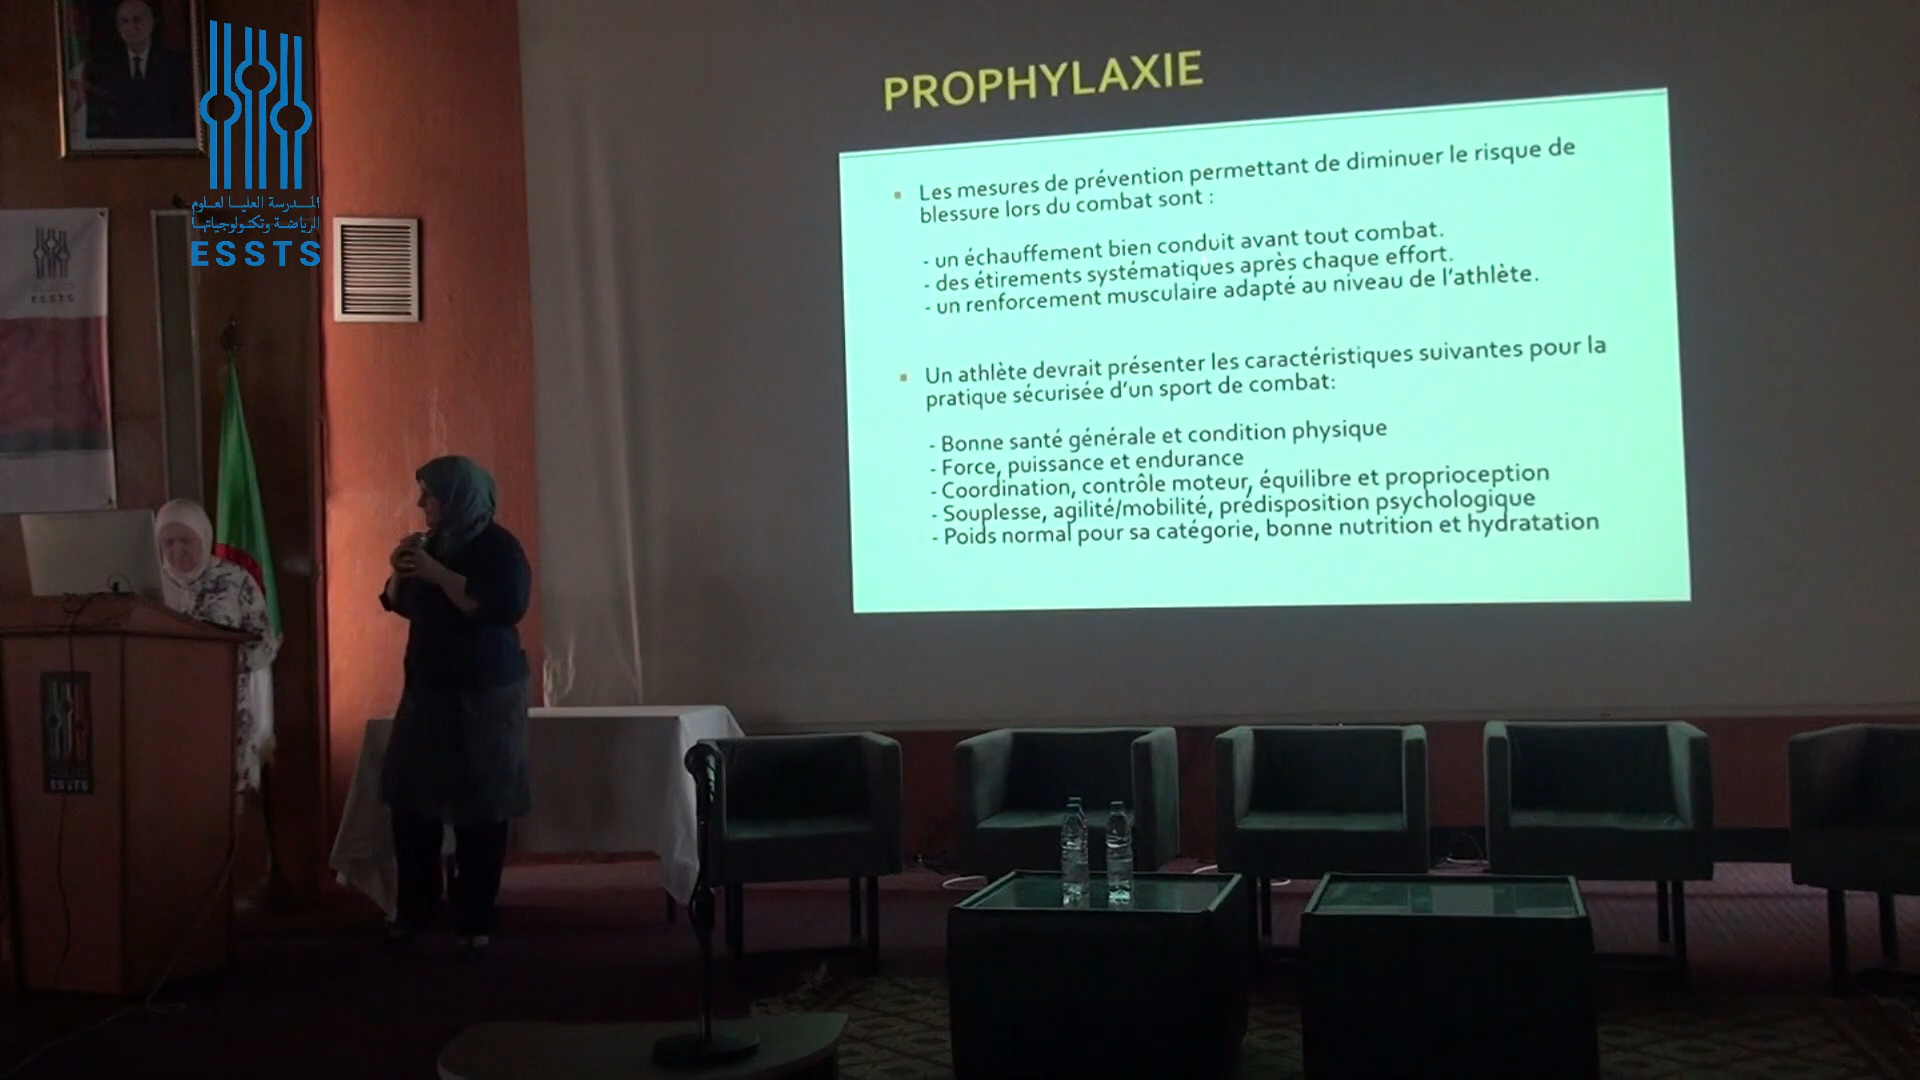 المدرسة العليا لعلوم
الرياضة وتكنولوجياتها
ESSTS
ESSTS
ESSTS
PROPHYLAXIE
Les mesures de prévention permettant de diminuer le risque de
blessure lors du combat sont :
- un échauffement bien conduit avant tout combat.
- des étirements systématiques après chaque effort.
- un renforcement musculaire adapté au niveau de l'athlète.
Un athlète devrait présenter les caractéristiques suivantes pour la
pratique sécurisée d'un sport de combat:
- Bonne santé générale et condition physique
- Force, puissance et endurance
- Coordination, contrôle moteur, équilibre et proprioception
- Souplesse, agilité/mobilité, prédisposition psychologique
- Poids normal pour sa catégorie, bonne nutrition et hydratation